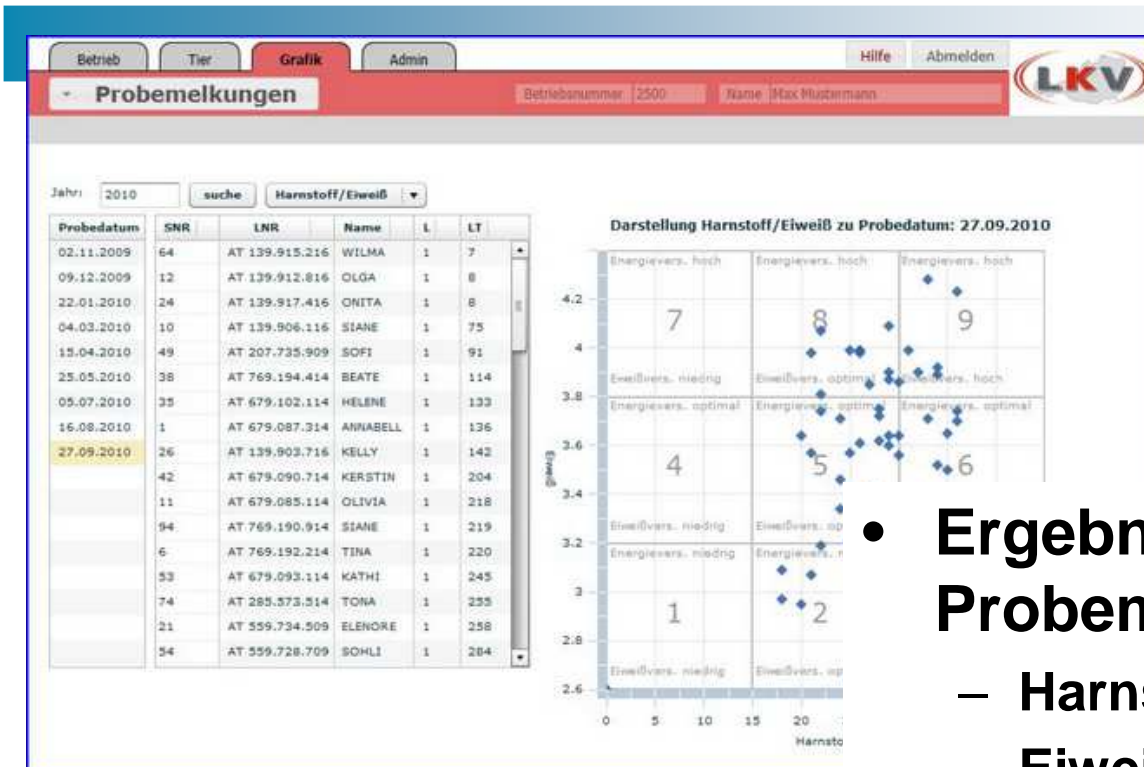 Betrieb Tier Grafik Admin Hilfe Abmelden
LKV
Probemelkungen Betriebsnummer 2500 Name Max Mustermann
Jahr: 2010 suche Harnstoff/Eiweiß
Probedatum SNR LNR Name L LT
02.11.2009 64 AT 139.915.216 WILMA 1 7
09.12.2009 12 AT 139.912.816 OLGA 1 8
22.01.2010 24 AT 139.917.416 ONITA 1 8
04.03.2010 10 AT 139.906.116 SIANE 1 75
15.04.2010 49 AT 207.735.909 SOFI 1 91
25.05.2010 38 AT 769.194.414 BEATE 1 114
05.07.2010 35 AT 679.102.114 HELENE 1 133
16.08.2010 1 AT 679.087.314 ANNABELL 1 136
27.09.2010 26 AT 139.903.716 KELLY 1 142
42 AT 679.090.714 KERSTIN 1 204
11 AT 679.085.114 OLIVIA 1 218
94 AT 769.190.914 SIANE 1 219
6 AT 769.192.214 TINA 1 220
53 AT 679.093.114 KATHI 1 245
74 AT 285.573.514 TONA 1 255
21 AT 559.734.509 ELENORE 1 258
54 AT 559.728.709 SOHLI 1 284
Darstellung Harnstoff/Eiweiß zu Probedatum: 27.09.2010
Energievers. hoch Energievers. hoch Energievers. hoch
4.2
7 8 9
4
Eiweißvers. niedrig Eiweißvers. optimal Eiweißvers. hoch
3.8
Energievers. optimal Energievers. optimal Energievers. optimal
3.6
Eiweiß
4 5 6
3.4
Eiweißvers. niedrig Eiweißvers. op
3.2
Energievers. niedrig Energievers. n
3
1 2
2.8
Eiweißvers. niedrig Eiweißvers. op
2.6
0 5 10 15 20
Harnsto
• Ergebn
Proben
– Harns
Eiwei